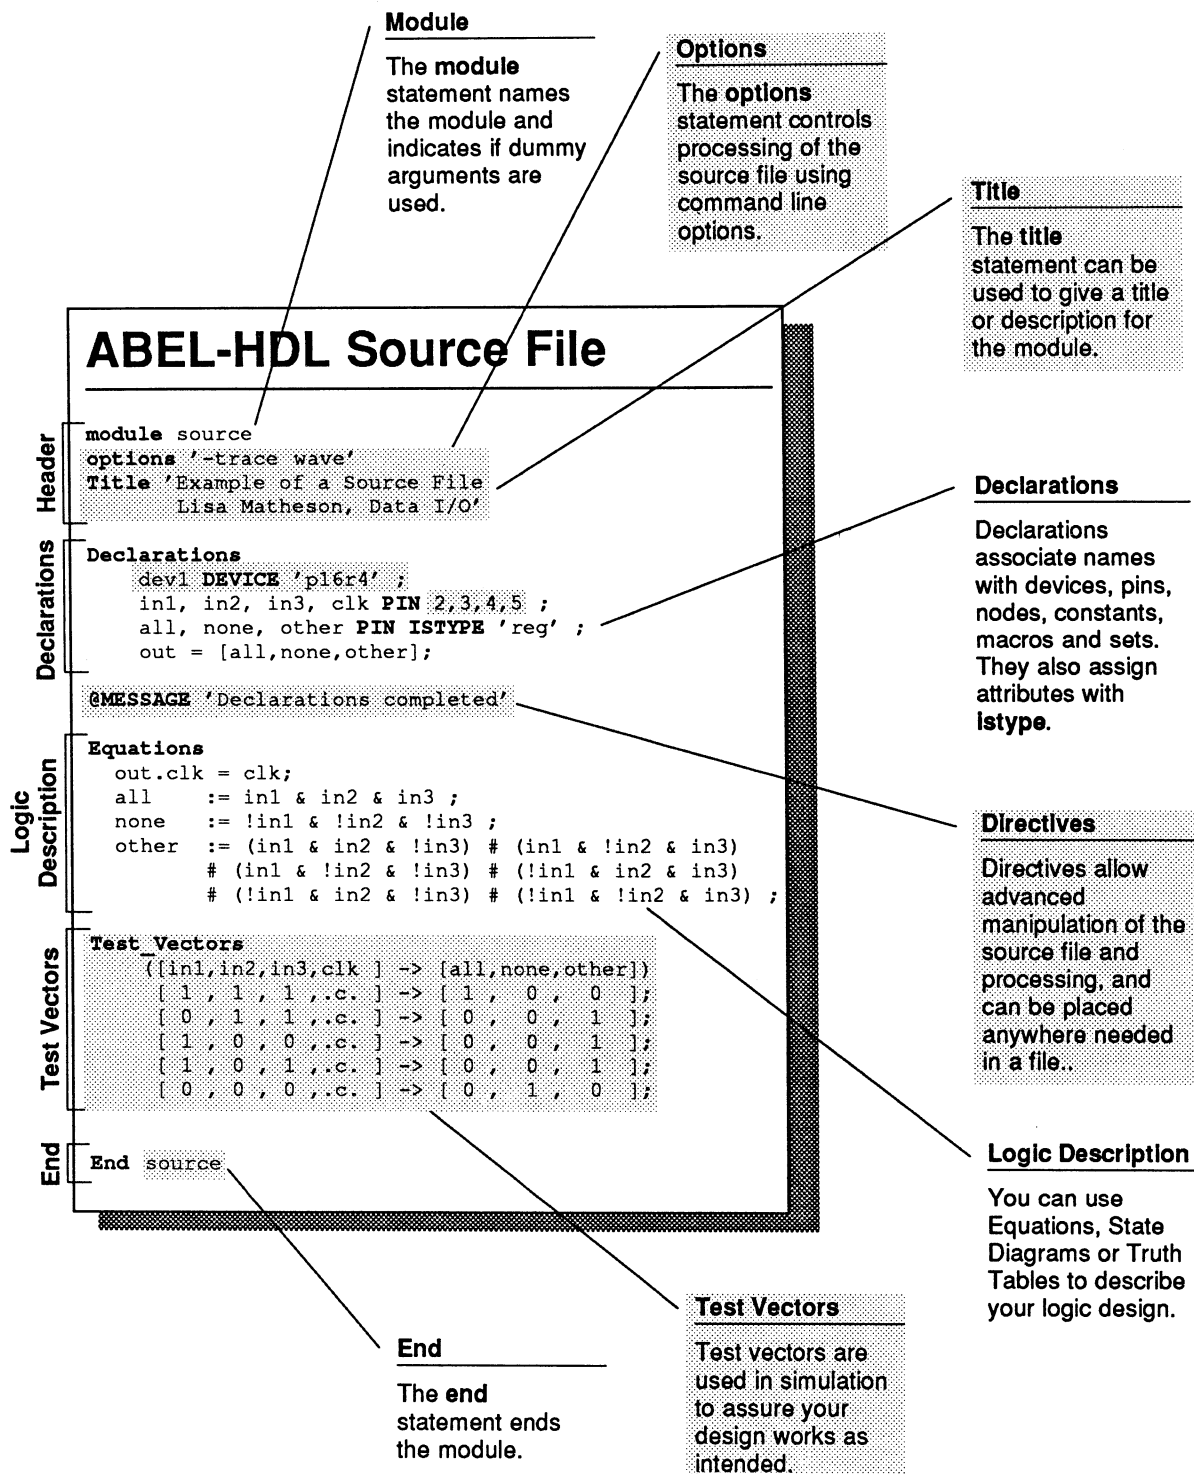 Module
The module
statement names
the module and
indicates if dummy
arguments are
used.
Options
The options
statement controls
processing of the
source file using
command line
options.
Title
The title
statement can be
used to give a title
or description for
the module.
ABEL-HDL Source File
Header
module source
options '-trace wave'
Title 'Example of a Source File
Lisa Matheson, Data I/O'
Declarations
Declarations
dev1 DEVICE 'p16r4' ;
in1, in2, in3, clk PIN 2,3,4,5 ;
all, none, other PIN ISTYPE 'reg' ;
out = [all,none,other];
@MESSAGE 'Declarations completed'
Declarations
Declarations
associate names
with devices, pins,
nodes, constants,
macros and sets.
They also assign
attributes with
istype.
Logic
Description
Equations
out.clk = clk;
all := in1 & in2 & in3 ;
none := !in1 & !in2 & !in3 ;
other := (in1 & in2 & !in3) # (in1 & !in2 & in3)
# (in1 & !in2 & !in3) # (!in1 & in2 & in3)
# (!in1 & in2 & !in3) # (!in1 & !in2 & in3) ;
Directives
Directives allow
advanced
manipulation of the
source file and
processing, and
can be placed
anywhere needed
in a file..
Test Vectors
Test_Vectors
([in1,in2,in3,clk ] -> [all,none,other])
[ 1 , 1 , 1 ,.c. ] -> [ 1 , 0 , 0 ];
[ 0 , 1 , 1 ,.c. ] -> [ 0 , 0 , 1 ];
[ 1 , 0 , 0 ,.c. ] -> [ 0 , 0 , 1 ];
[ 1 , 0 , 1 ,.c. ] -> [ 0 , 0 , 1 ];
[ 0 , 0 , 0 ,.c. ] -> [ 0 , 1 , 0 ];
End
End source
Logic Description
You can use
Equations, State
Diagrams or Truth
Tables to describe
your logic design.
End
The end
statement ends
the module.
Test Vectors
Test vectors are
used in simulation
to assure your
design works as
intended.